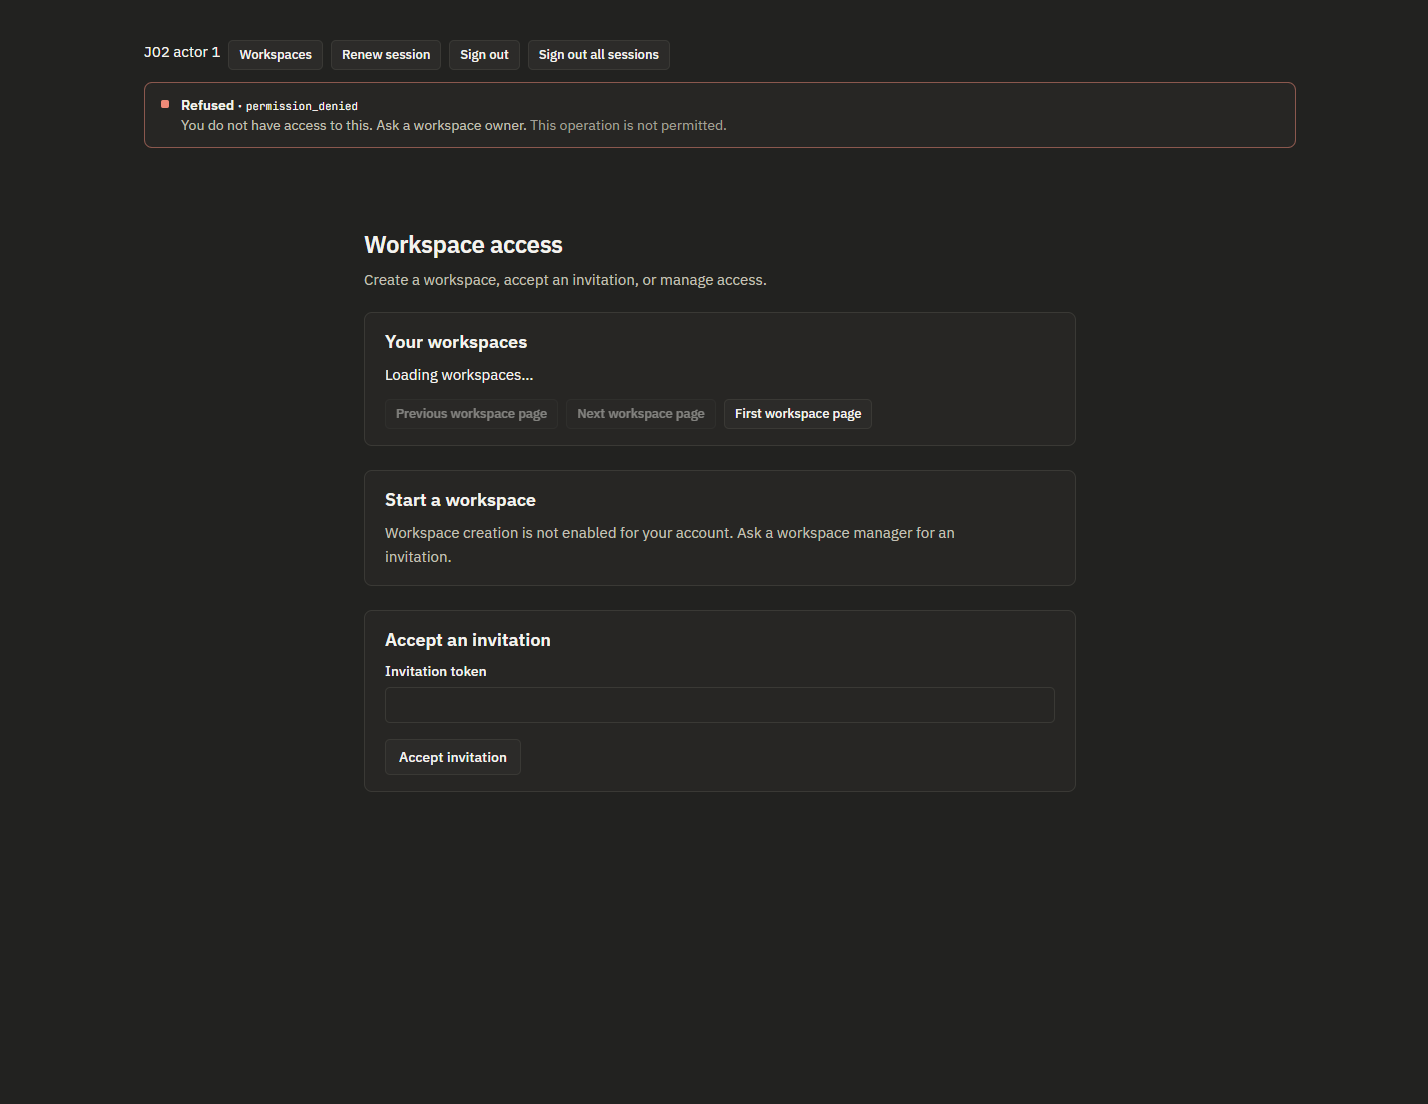 J02 actor 1 Workspaces Renew session Sign out Sign out all sessions
Refused · permission_denied
You do not have access to this. Ask a workspace owner. This operation is not permitted.
Workspace access
Create a workspace, accept an invitation, or manage access.
Your workspaces
Loading workspaces...
Previous workspace page Next workspace page First workspace page
Start a workspace
Workspace creation is not enabled for your account. Ask a workspace manager for an
invitation.
Accept an invitation
Invitation token
Accept invitation